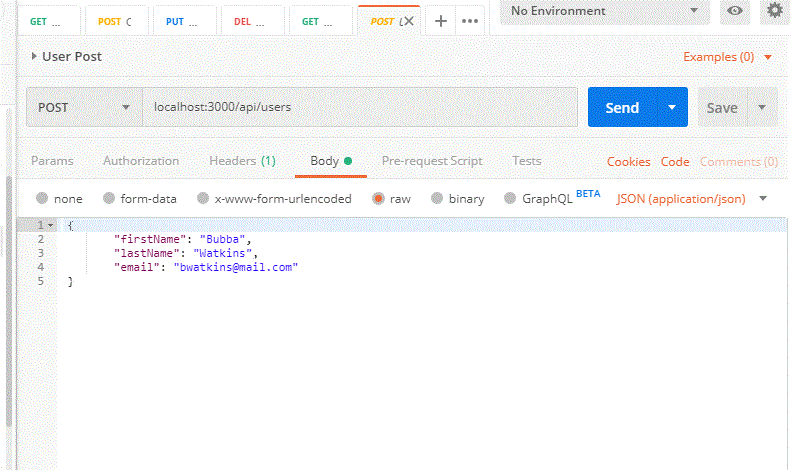 GET ... POST C PUT ... DEL ... GET ... POST No Environment
User Post Examples (0)
POST localhost:3000/api/users Send Save
Params Authorization Headers (1) Body Pre-request Script Tests Cookies Code Comments (0)
none form-data x-www-form-urlencoded raw binary GraphQL BETA JSON (application/json)
1 {
2 "firstName": "Bubba",
3 "lastName": "Watkins",
4 "email": "bwatkins@mail.com"
5 }